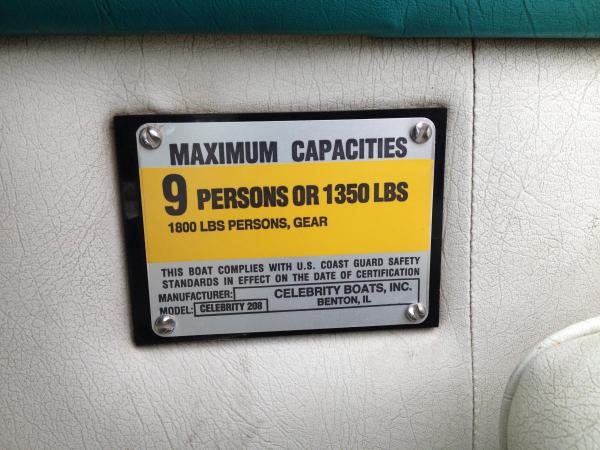 MAXIMUM CAPACITIES
9 PERSONS OR 1350 LBS
1800 LBS PERSONS, GEAR
THIS BOAT COMPLIES WITH U.S. COAST GUARD SAFETY
STANDARDS IN EFFECT ON THE DATE OF CERTIFICATION
MANUFACTURER: CELEBRITY BOATS, INC.
BENTON, IL
MODEL: CELEBRITY 208